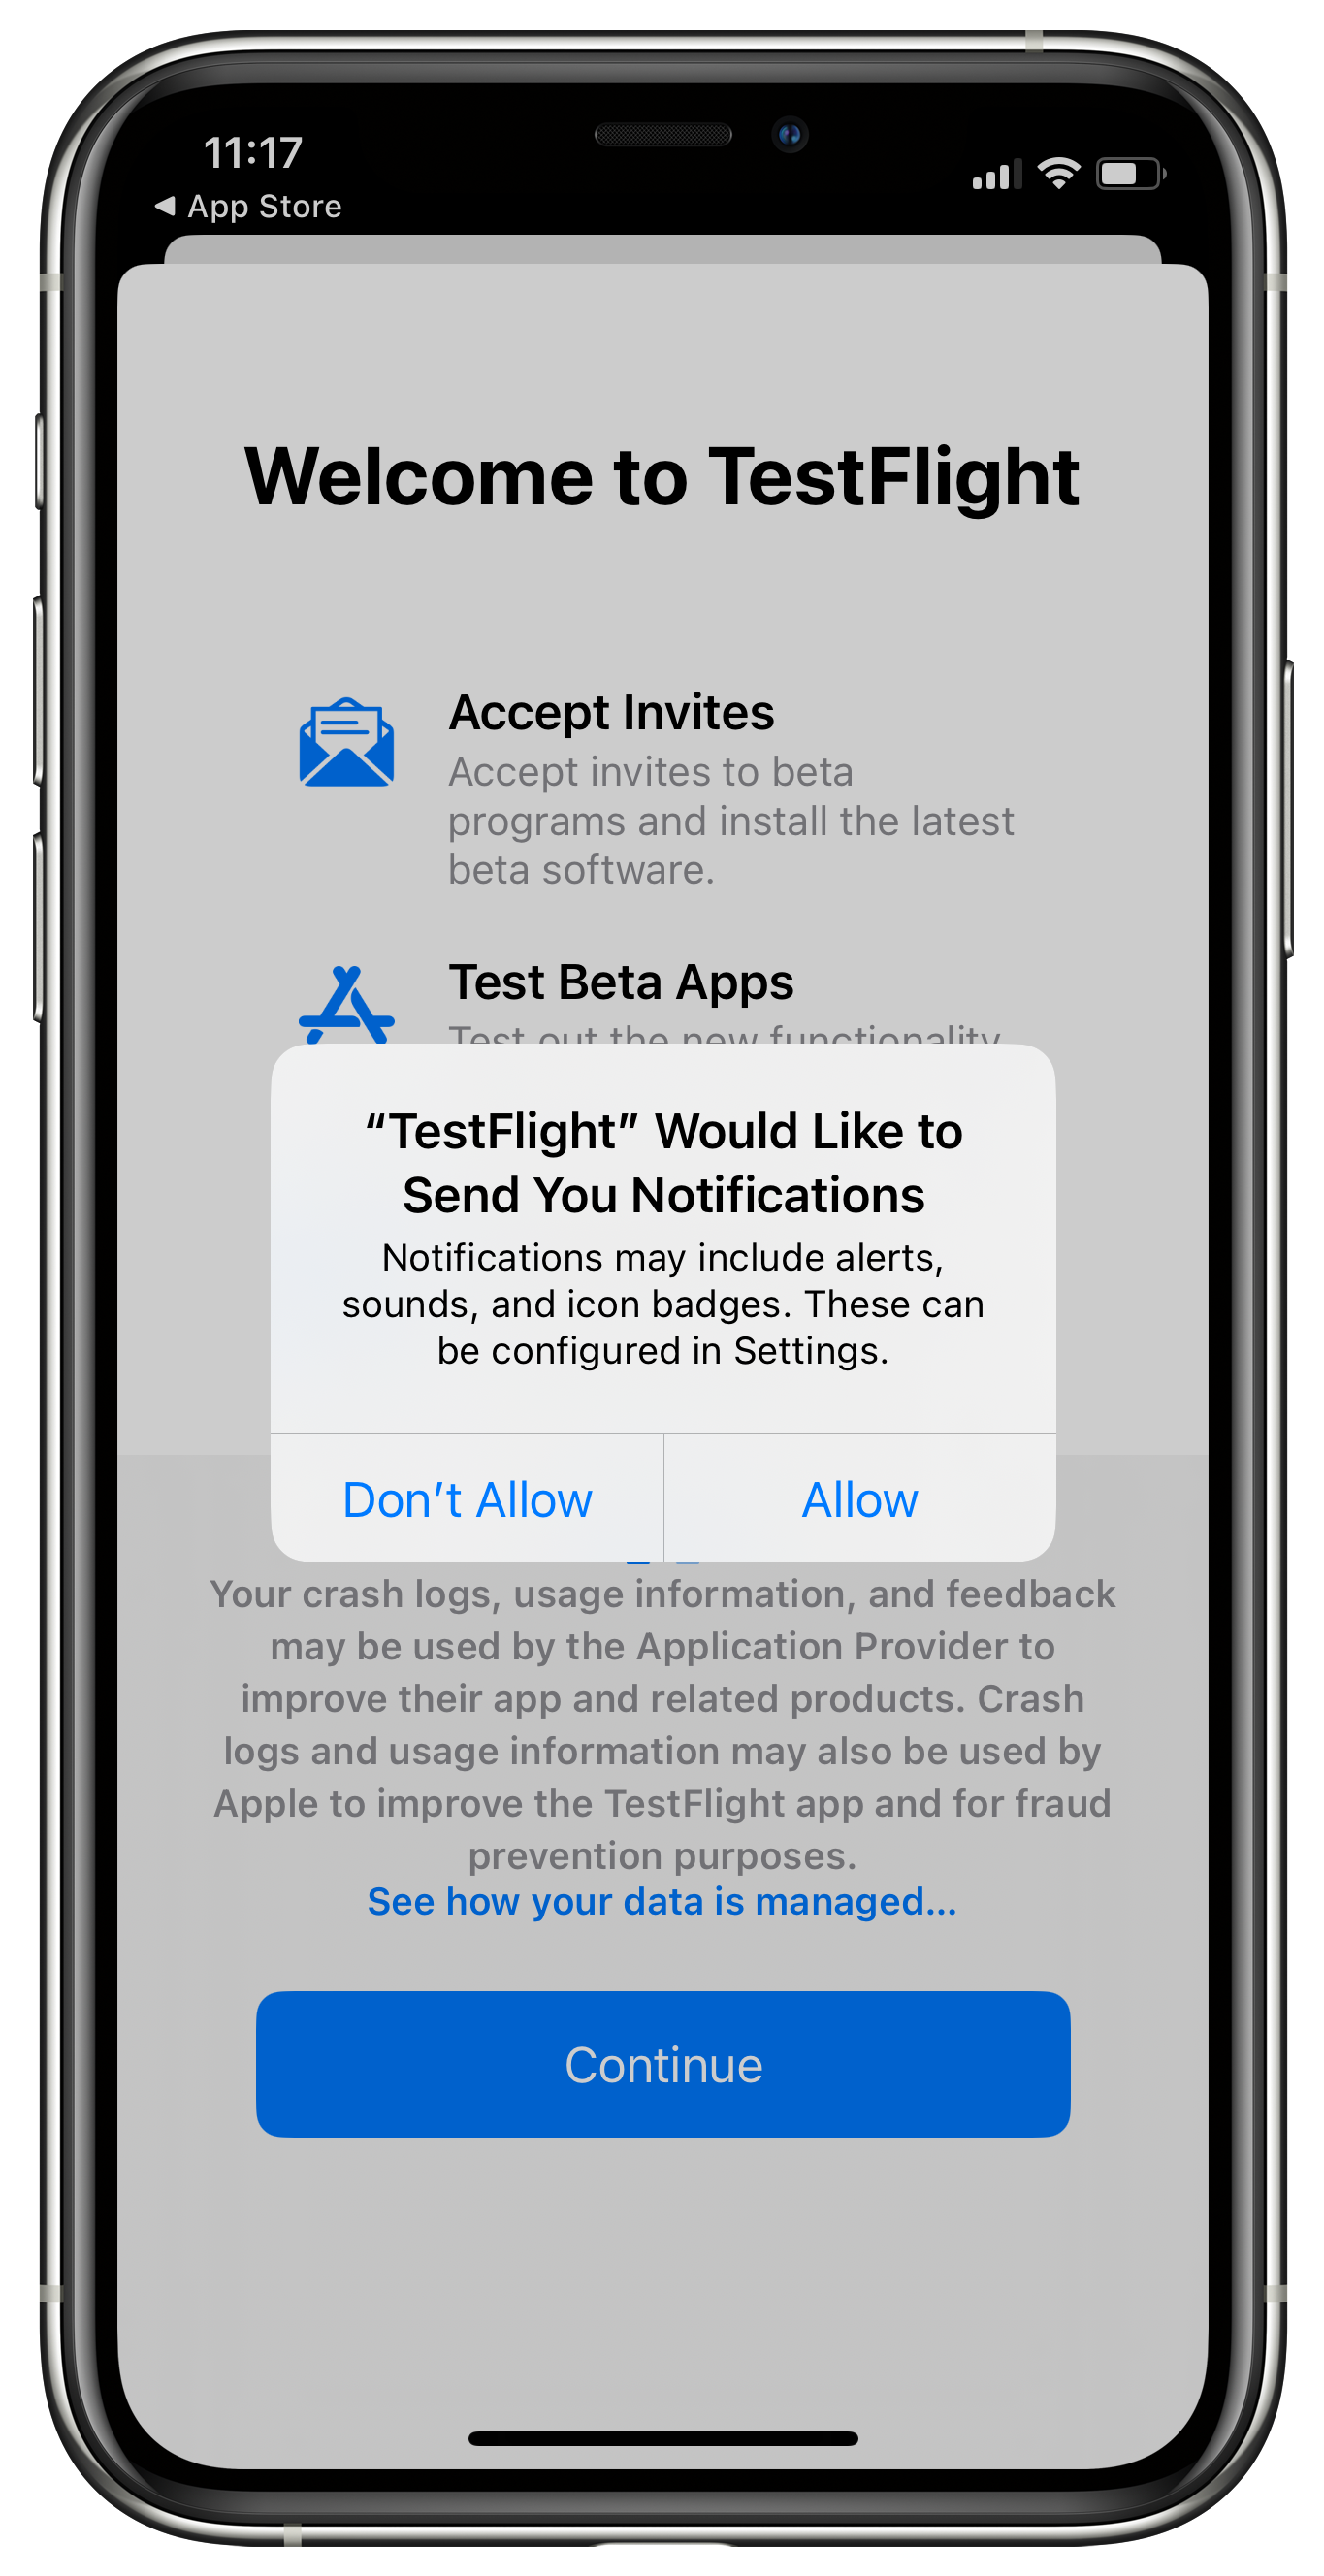 11:17
◀ App Store
Welcome to TestFlight
Accept Invites
Accept invites to beta
programs and install the latest
beta software.
Test Beta Apps
Test out the new functionality
“TestFlight” Would Like to
Send You Notifications
Notifications may include alerts,
sounds, and icon badges. These can
be configured in Settings.
Don’t Allow
Allow
Your crash logs, usage information, and feedback
may be used by the Application Provider to
improve their app and related products. Crash
logs and usage information may also be used by
Apple to improve the TestFlight app and for fraud
prevention purposes.
See how your data is managed...
Continue